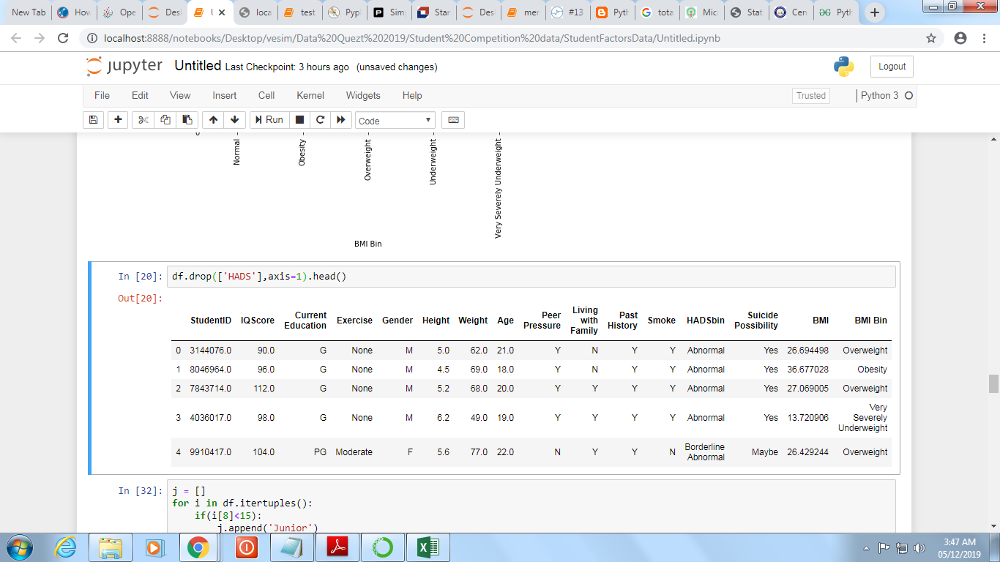 New Tab How Ope Desl U loca test Pypl Sim Star Des mer #13 Pyth tota Mic Stat Cen Pyth
localhost:8888/notebooks/Desktop/vesim/Data%20Quezt%202019/Student%20Competition%20data/StudentFactorsData/Untitled.ipynb
jupyter Untitled Last Checkpoint: 3 hours ago (unsaved changes) Logout
File Edit View Insert Cell Kernel Widgets Help Trusted Python 3
Run Code
0 Normal Obesity Overweight Underweight Very Severely Underweight
BMI Bin
In [20]: df.drop(['HADS'],axis=1).head()
Out[20]:
StudentID IQScore Current Education Exercise Gender Height Weight Age Peer Pressure Living with Family Past History Smoke HADSbin Suicide Possibility BMI BMI Bin
0 3144076.0 90.0 G None M 5.0 62.0 21.0 Y N Y Y Abnormal Yes 26.694498 Overweight
1 8046964.0 96.0 G None M 4.5 69.0 18.0 Y N Y Y Abnormal Yes 36.677028 Obesity
2 7843714.0 112.0 G None M 5.2 68.0 20.0 Y Y Y Y Abnormal Yes 27.069005 Overweight
3 4036017.0 98.0 G None M 6.2 49.0 19.0 Y Y Y Y Abnormal Yes 13.720906 Very Severely Underweight
4 9910417.0 104.0 PG Moderate F 5.6 77.0 22.0 N Y Y N Borderline Abnormal Maybe 26.429244 Overweight
In [32]: j = []
for i in df.itertuples():
if(i[8]<15):
j.append('Junior')
3:47 AM
05/12/2019